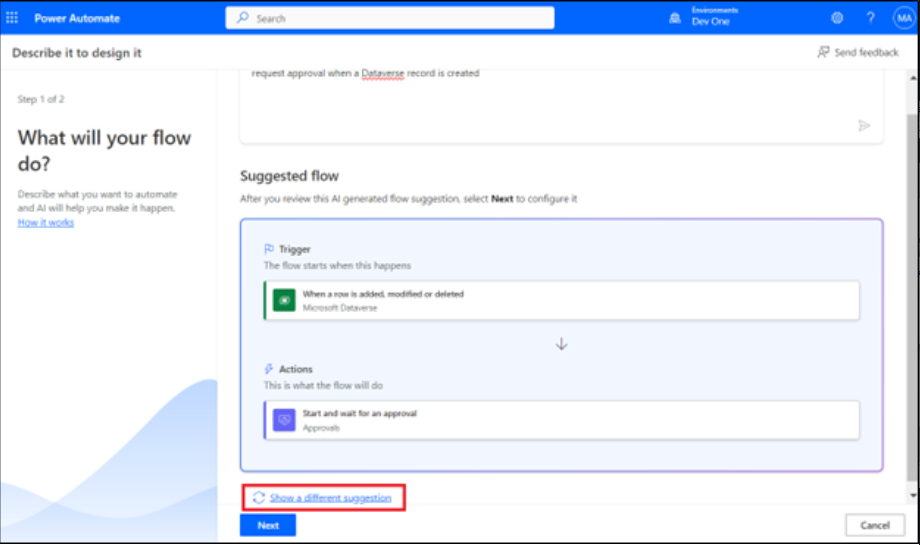 Power Automate
Search
Environments
Dev One
?
MA
Describe it to design it
Send feedback
Step 1 of 2
What will your flow
do?
Describe what you want to automate
and AI will help you make it happen.
How it works
request approval when a Dataverse record is created
Suggested flow
After you review this AI generated flow suggestion, select Next to configure it
Trigger
The flow starts when this happens
When a row is added, modified or deleted
Microsoft Dataverse
Actions
This is what the flow will do
Start and wait for an approval
Approvals
Show a different suggestion
Next
Cancel